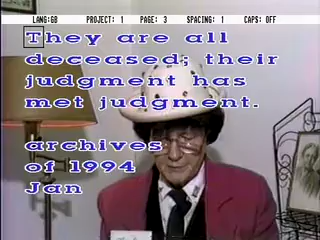 LANG:GB PROJECT: 1 PAGE: 3 SPACING: 1 CAPS: OFF
They are all
deceased; their
judgment has
met judgment.
archives
of 1994
Jan